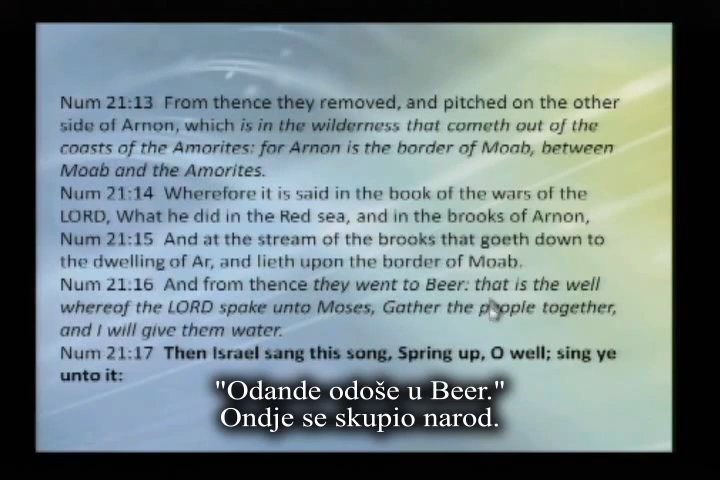 Num 21:13 From thence they removed, and pitched on the other
side of Arnon, which is in the wilderness that cometh out of the
coasts of the Amorites: for Arnon is the border of Moab, between
Moab and the Amorites.
Num 21:14 Wherefore it is said in the book of the wars of the
LORD, What he did in the Red sea, and in the brooks of Arnon,
Num 21:15 And at the stream of the brooks that goeth down to
the dwelling of Ar, and lieth upon the border of Moab.
Num 21:16 And from thence they went to Beer: that is the well
whereof the LORD spake unto Moses, Gather the people together,
and I will give them water.
Num 21:17 Then Israel sang this song, Spring up, O well; sing ye
unto it:
"Odande odoše u Beer."
Ondje se skupio narod.